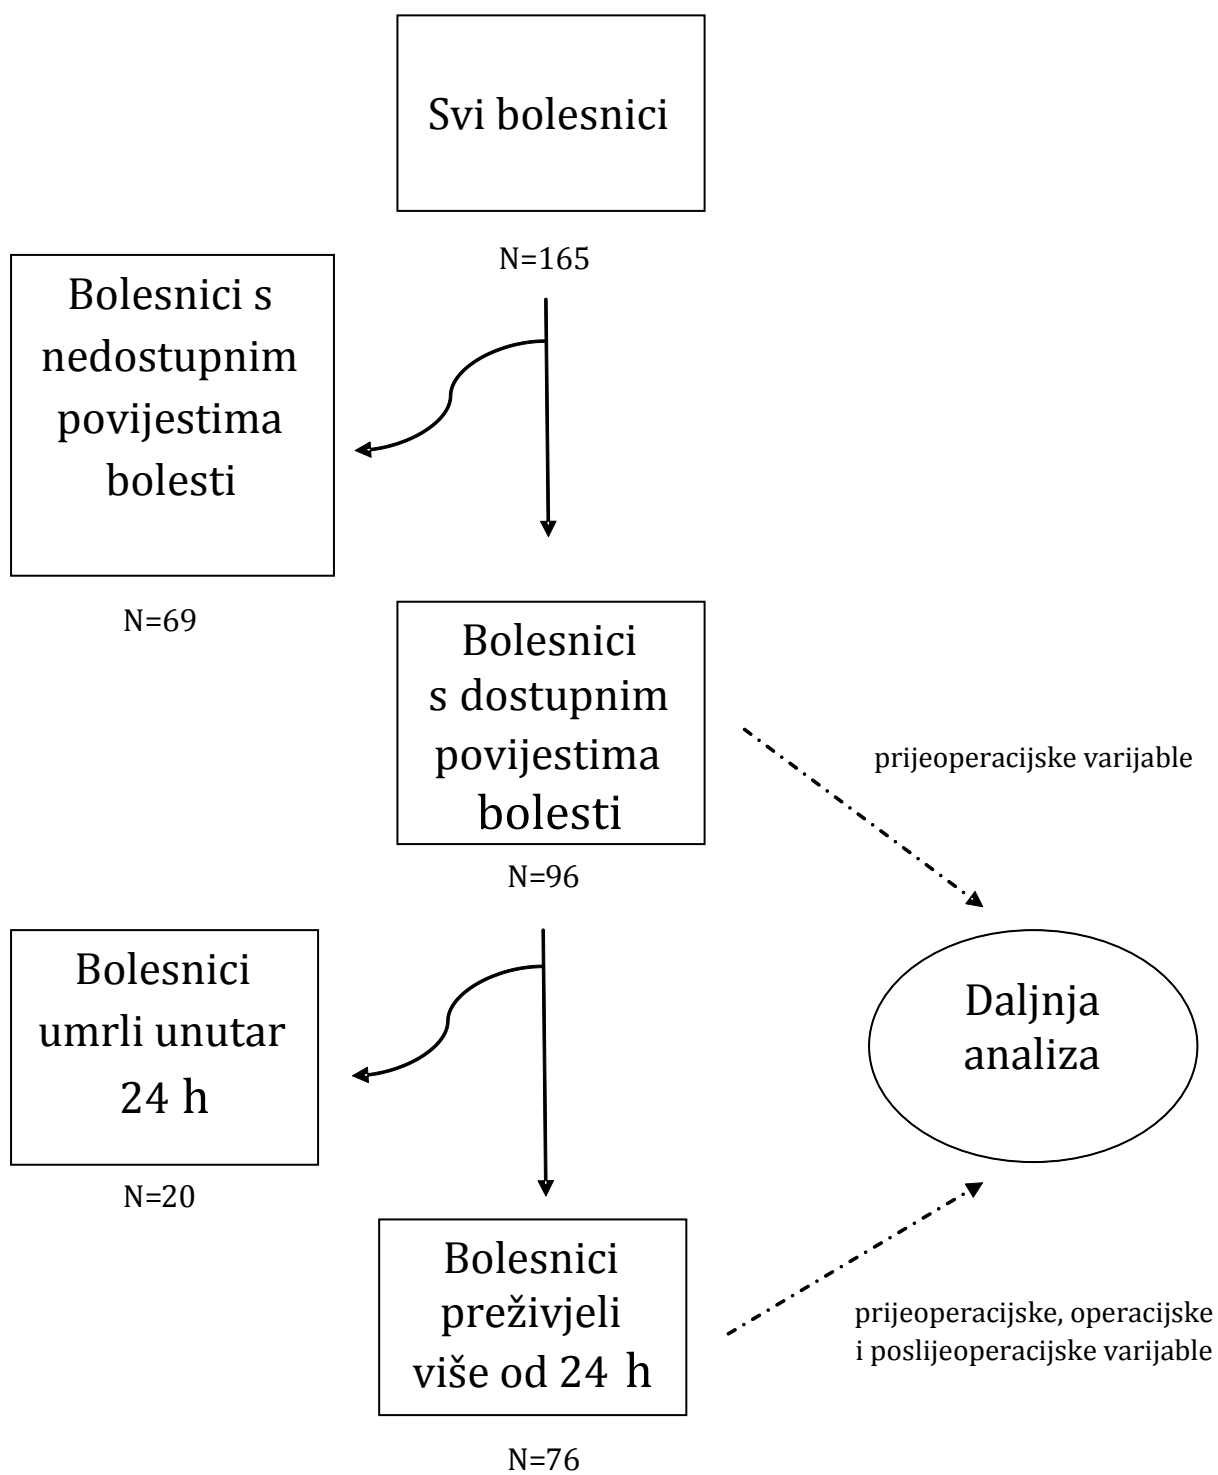 Svi bolesnici
N=165
Bolesnici s
nedostupnim
povijestima
bolesti
N=69
Bolesnici
s dostupnim
povijestima
bolesti
N=96
prijeoperacijske varijable
Bolesnici
umrli unutar
24 h
N=20
Daljnja
analiza
Bolesnici
preživjeli
više od 24 h
N=76
prijeoperacijske, operacijske
i poslijeoperacijske varijable